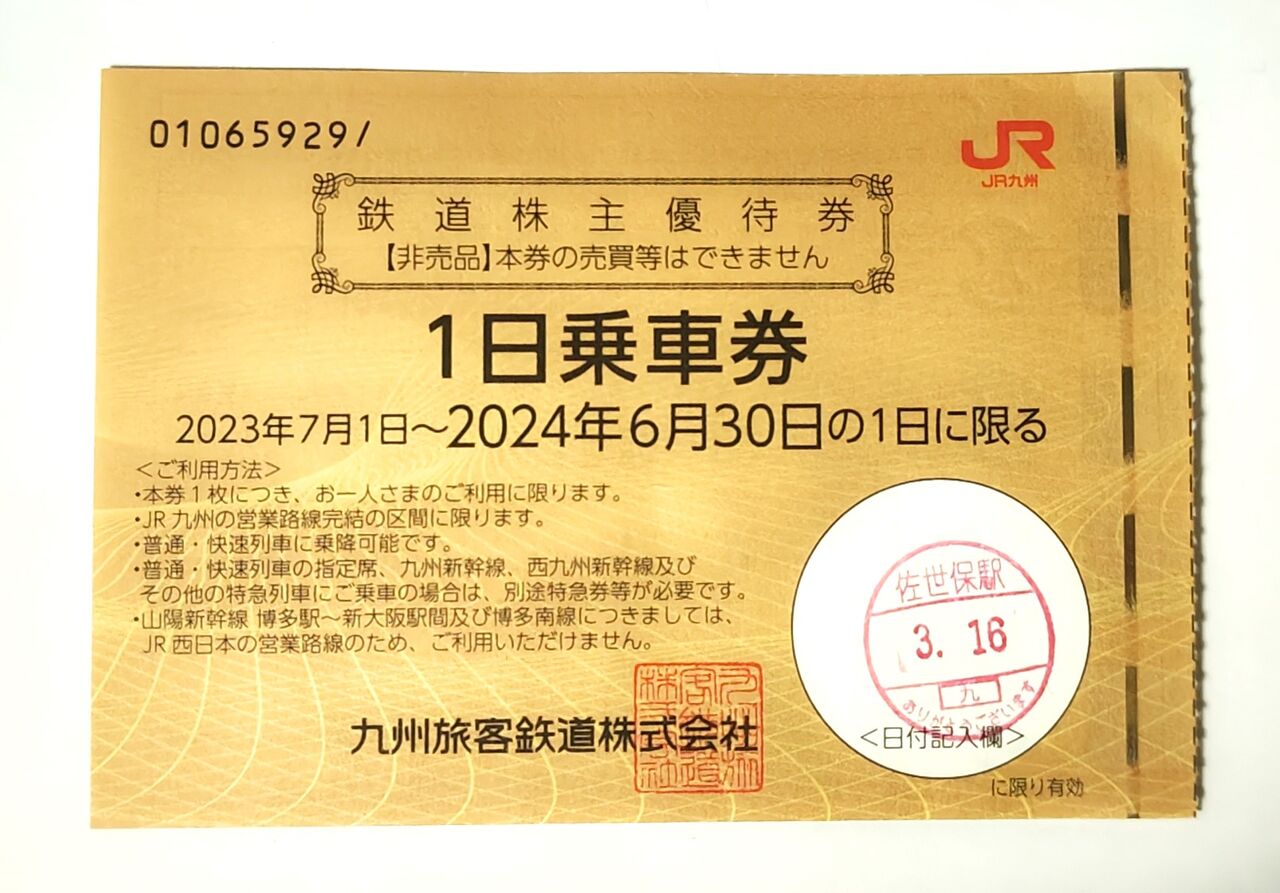 01065929/
JR
JR九州
鉄道株主優待券
【非売品】本券の売買等はできません
1日乗車券
2023年7月1日～2024年6月30日の1日に限る
＜ご利用方法＞
・本券1枚につき、お一人さまのご利用に限ります。
・JR九州の営業路線完結の区間に限ります。
・普通・快速列車に乗降可能です。
・普通・快速列車の指定席、九州新幹線、西九州新幹線及び
その他の特急列車にご乗車の場合は、別途特急券等が必要です。
・山陽新幹線 博多駅～新大阪駅間及び博多南線につきましては、
JR西日本の営業路線のため、ご利用いただけません。
佐世保駅
3. 16
九
ありがとうございます
＜日付記入欄＞
に限り有効
九州旅客鉄道株式会社